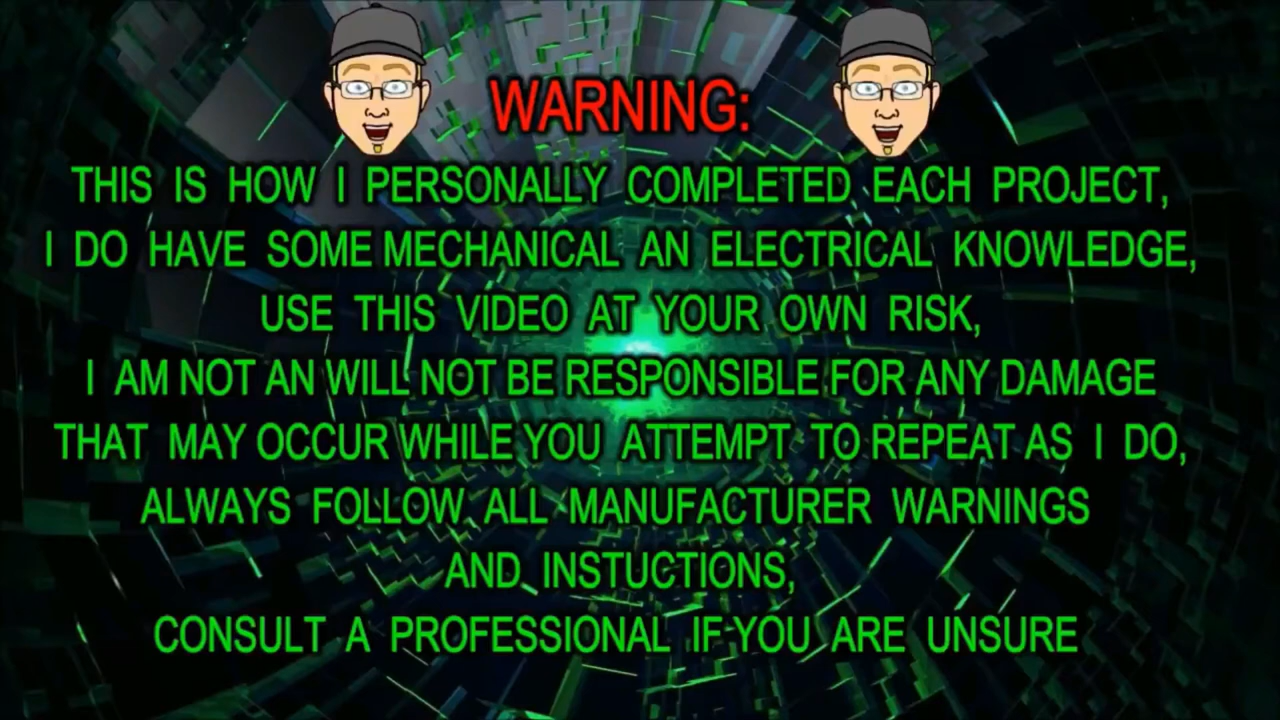 WARNING:
THIS IS HOW I PERSONALLY COMPLETED EACH PROJECT,
I DO HAVE SOME MECHANICAL AN ELECTRICAL KNOWLEDGE,
USE THIS VIDEO AT YOUR OWN RISK,
I AM NOT AN WILL NOT BE RESPONSIBLE FOR ANY DAMAGE
THAT MAY OCCUR WHILE YOU ATTEMPT TO REPEAT AS I DO,
ALWAYS FOLLOW ALL MANUFACTURER WARNINGS
AND INSTUCTIONS,
CONSULT A PROFESSIONAL IF YOU ARE UNSURE